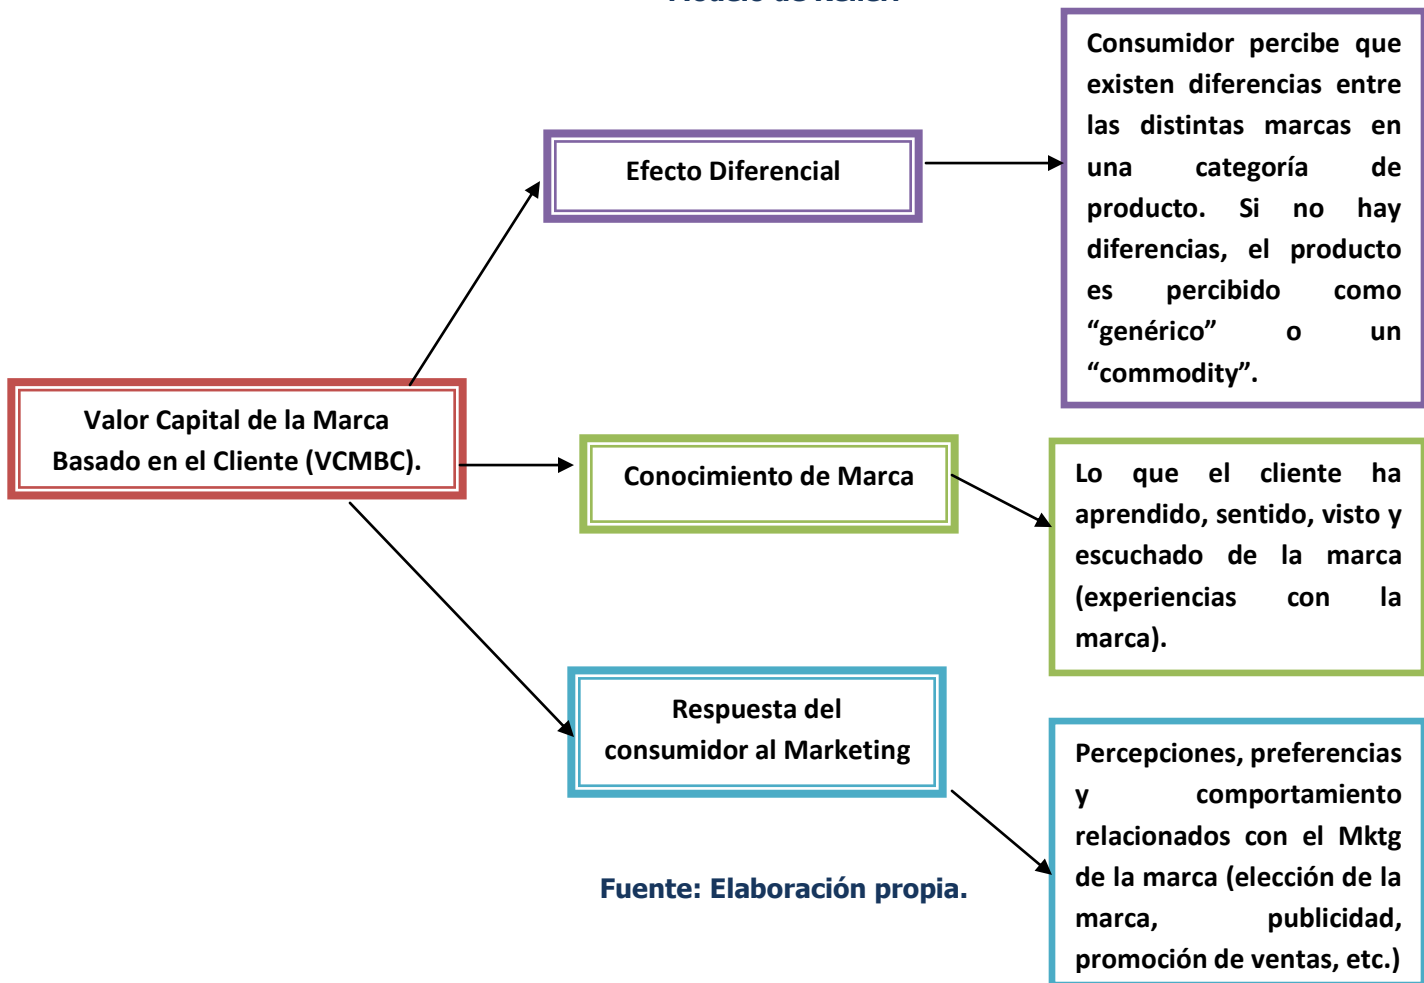 Modelo de Keller.
Consumidor percibe que
existen diferencias entre
las distintas marcas en
una categoría de
producto. Si no hay
diferencias, el producto
es percibido como
“genérico” o un
“commodity”.
Efecto Diferencial
Valor Capital de la Marca
Basado en el Cliente (VCMBC).
Conocimiento de Marca
Lo que el cliente ha
aprendido, sentido, visto y
escuchado de la marca
(experiencias con la
marca).
Respuesta del
consumidor al Marketing
Percepciones, preferencias
y comportamiento
relacionados con el Mktg
de la marca (elección de la
marca, publicidad,
promoción de ventas, etc.)
Fuente: Elaboración propia.